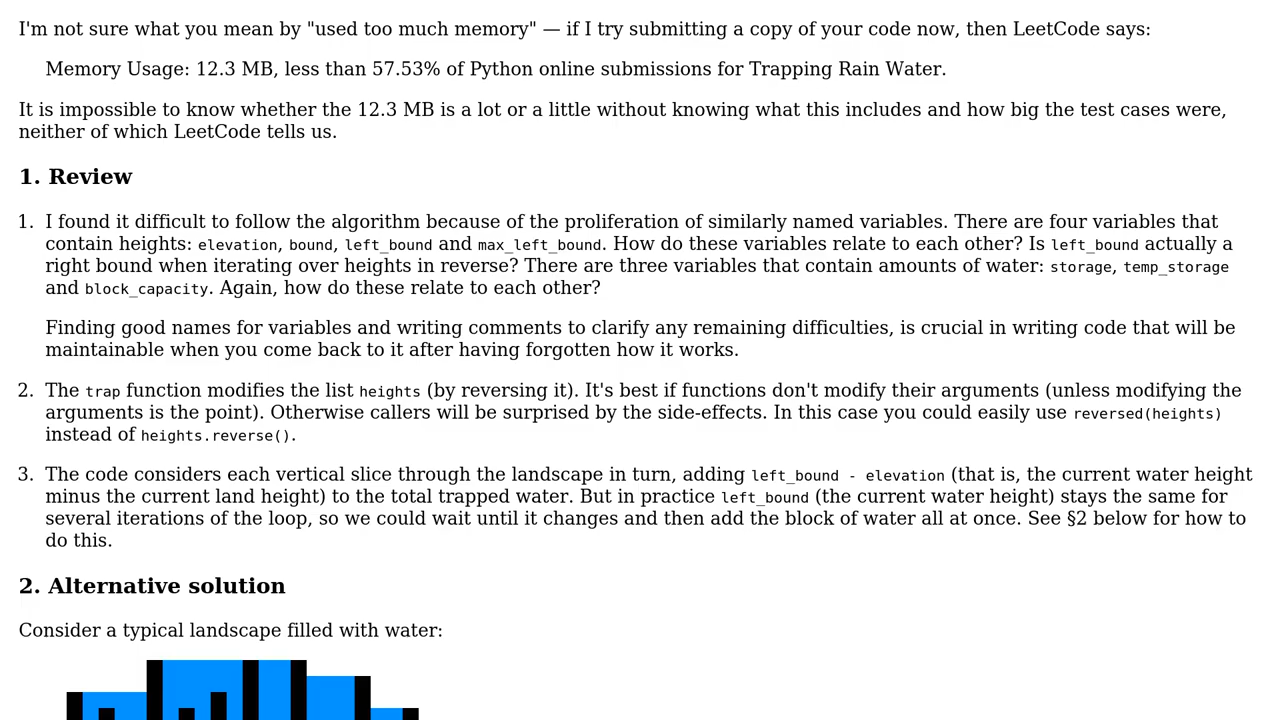 I'm not sure what you mean by "used too much memory" — if I try submitting a copy of your code now, then LeetCode says:
Memory Usage: 12.3 MB, less than 57.53% of Python online submissions for Trapping Rain Water.
It is impossible to know whether the 12.3 MB is a lot or a little without knowing what this includes and how big the test cases were,
neither of which LeetCode tells us.
1. Review
1. I found it difficult to follow the algorithm because of the proliferation of similarly named variables. There are four variables that
contain heights: elevation, bound, left_bound and max_left_bound. How do these variables relate to each other? Is left_bound actually a
right bound when iterating over heights in reverse? There are three variables that contain amounts of water: storage, temp_storage
and block_capacity. Again, how do these relate to each other?
Finding good names for variables and writing comments to clarify any remaining difficulties, is crucial in writing code that will be
maintainable when you come back to it after having forgotten how it works.
2. The trap function modifies the list heights (by reversing it). It's best if functions don't modify their arguments (unless modifying the
arguments is the point). Otherwise callers will be surprised by the side-effects. In this case you could easily use reversed(heights)
instead of heights.reverse().
3. The code considers each vertical slice through the landscape in turn, adding left_bound - elevation (that is, the current water height
minus the current land height) to the total trapped water. But in practice left_bound (the current water height) stays the same for
several iterations of the loop, so we could wait until it changes and then add the block of water all at once. See §2 below for how to
do this.
2. Alternative solution
Consider a typical landscape filled with water: